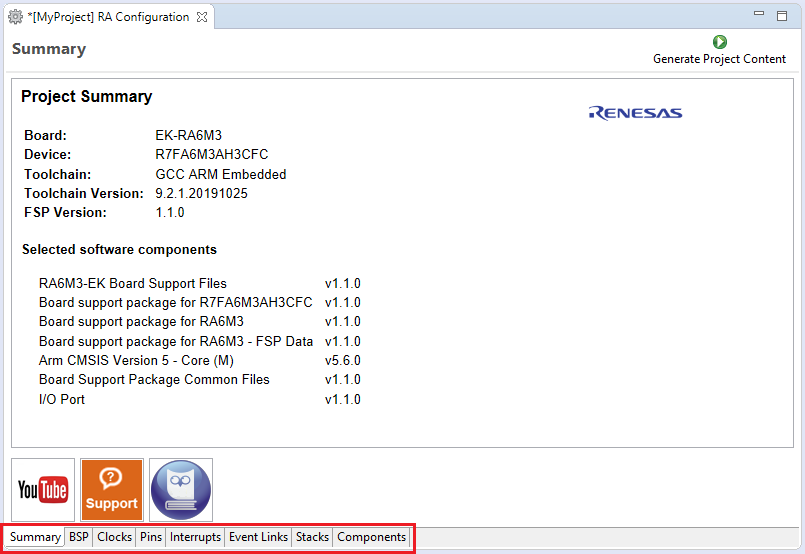 *[MyProject] RA Configuration
Summary
Generate Project Content
Project Summary
RENESAS
Board: EK-RA6M3
Device: R7FA6M3AH3CFC
Toolchain: GCC ARM Embedded
Toolchain Version: 9.2.1.20191025
FSP Version: 1.1.0
Selected software components
RA6M3-EK Board Support Files v1.1.0
Board support package for R7FA6M3AH3CFC v1.1.0
Board support package for RA6M3 v1.1.0
Board support package for RA6M3 - FSP Data v1.1.0
Arm CMSIS Version 5 - Core (M) v5.6.0
Board Support Package Common Files v1.1.0
I/O Port v1.1.0
YouTube
Support
Summary BSP Clocks Pins Interrupts Event Links Stacks Components